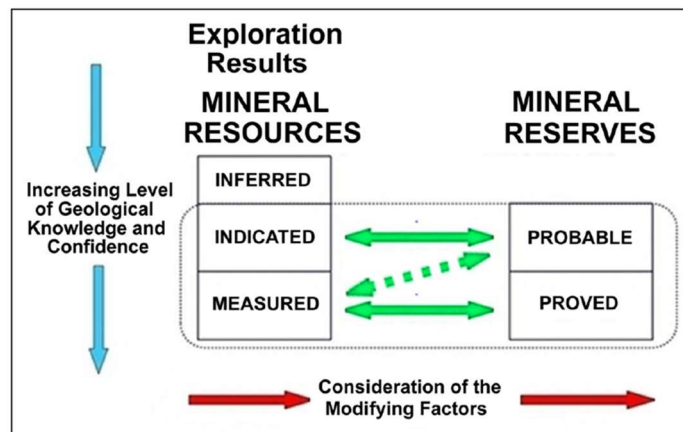 Exploration
Results
MINERAL
RESOURCES
MINERAL
RESERVES
INFERRED
Increasing Level
of Geological
Knowledge and
Confidence
INDICATED
PROBABLE
MEASURED
PROVED
Consideration of the
Modifying Factors